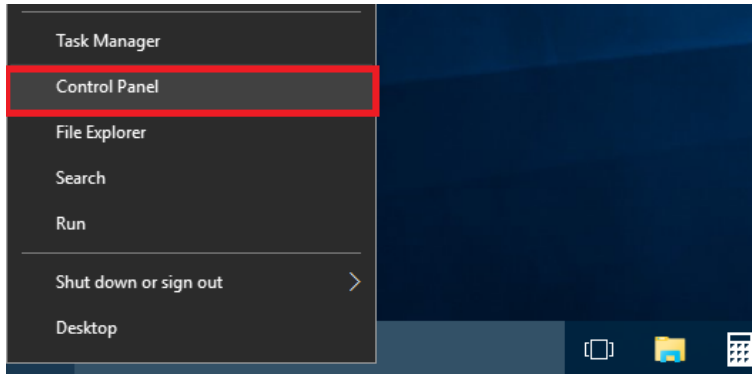 Task Manager
Control Panel
File Explorer
Search
Run
Shut down or sign out
Desktop